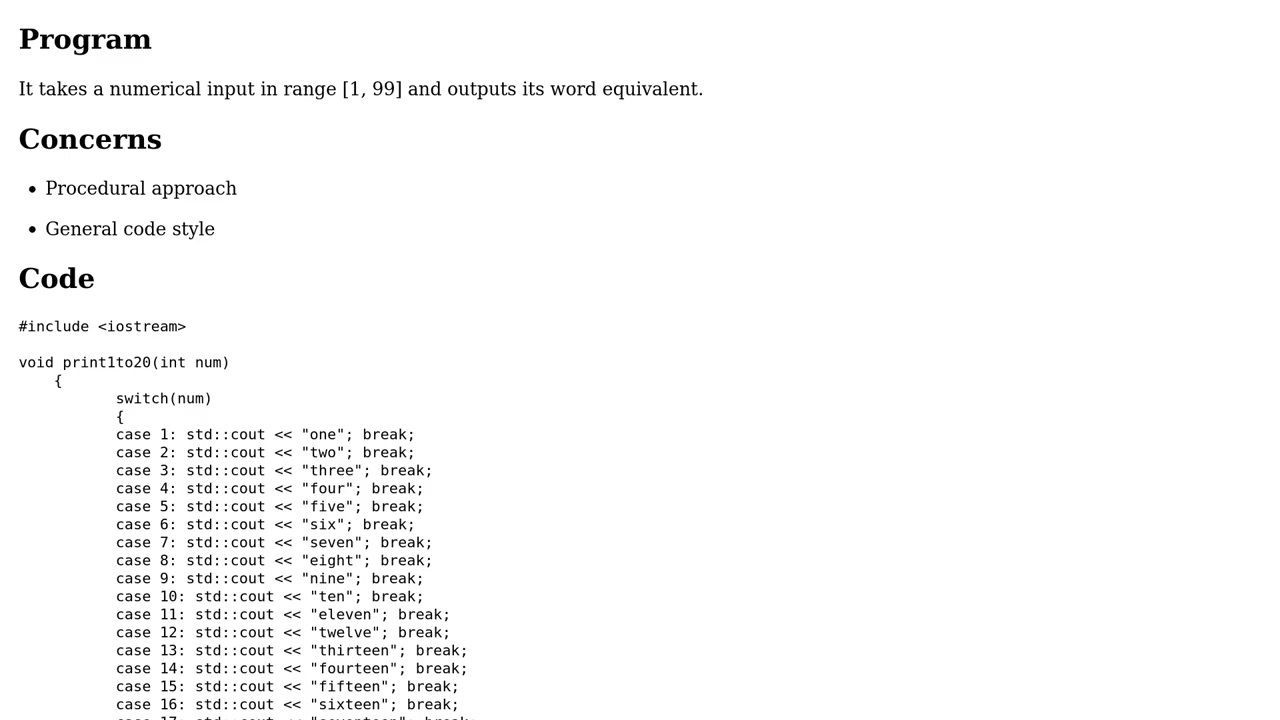 Program
It takes a numerical input in range [1, 99] and outputs its word equivalent.
Concerns
• Procedural approach
• General code style
Code
#include <iostream>
void print1to20(int num)
{
switch(num)
{
case 1: std::cout << "one"; break;
case 2: std::cout << "two"; break;
case 3: std::cout << "three"; break;
case 4: std::cout << "four"; break;
case 5: std::cout << "five"; break;
case 6: std::cout << "six"; break;
case 7: std::cout << "seven"; break;
case 8: std::cout << "eight"; break;
case 9: std::cout << "nine"; break;
case 10: std::cout << "ten"; break;
case 11: std::cout << "eleven"; break;
case 12: std::cout << "twelve"; break;
case 13: std::cout << "thirteen"; break;
case 14: std::cout << "fourteen"; break;
case 15: std::cout << "fifteen"; break;
case 16: std::cout << "sixteen"; break;